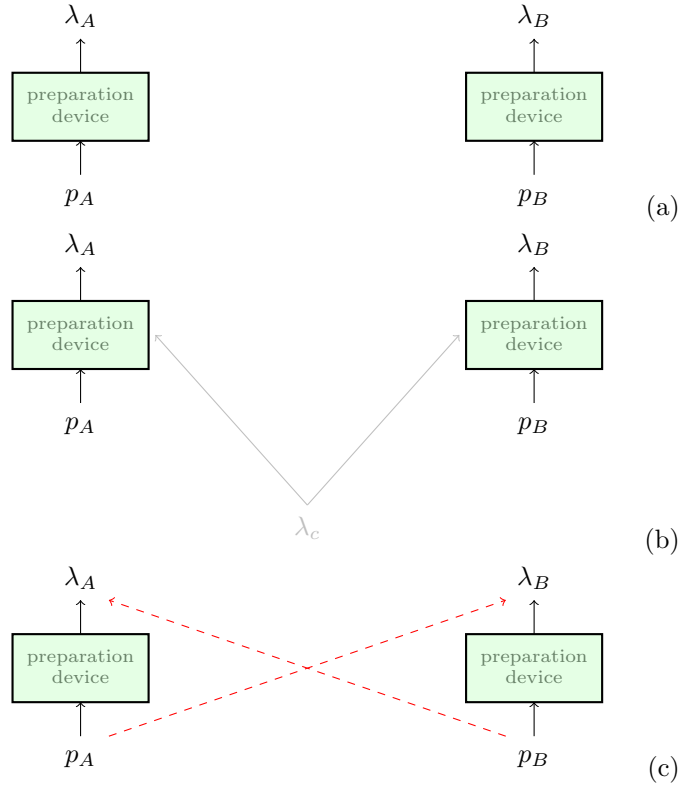 λ_A λ_B
preparation device preparation device
p_A p_B
(a)
λ_A λ_B
preparation device preparation device
p_A p_B
λ_c
(b)
λ_A λ_B
preparation device preparation device
p_A p_B
(c)